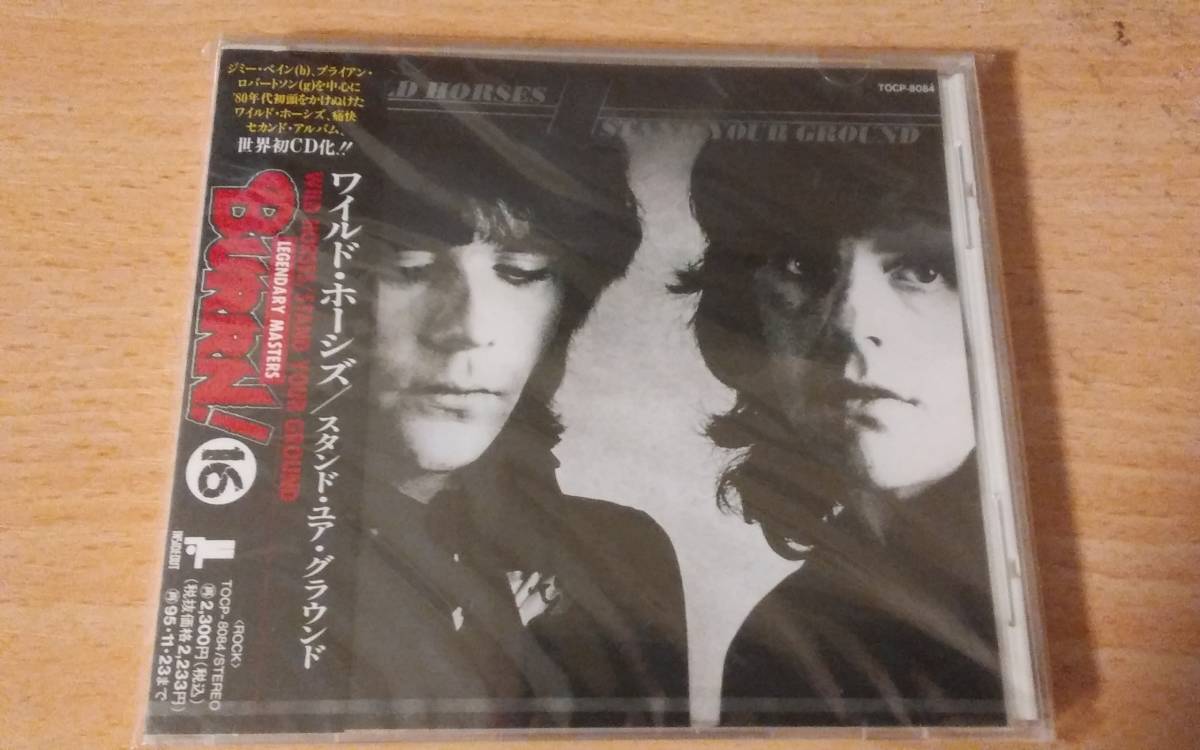 ジミー・ベイン(b)、ブライアン・
ロバートソン(g)を中心に
'80年代初頭をかけぬけた
ワイルド・ホーシズ、痛快
セカンド・アルバム、
世界初CD化!!
ワイルド・ホーシズ/スタンド・ユア・グラウンド
WILD HORSES/STAND YOUR GROUND
BURRN!
LEGENDARY MASTERS
16
INSIDEOUT
〈ROCK〉
TOCP-8084/STEREO
再2,300円(税込)
(税抜価格2,233円)
再95・11・23まで
HORSES
YOUR GROUND
TOCP-8084